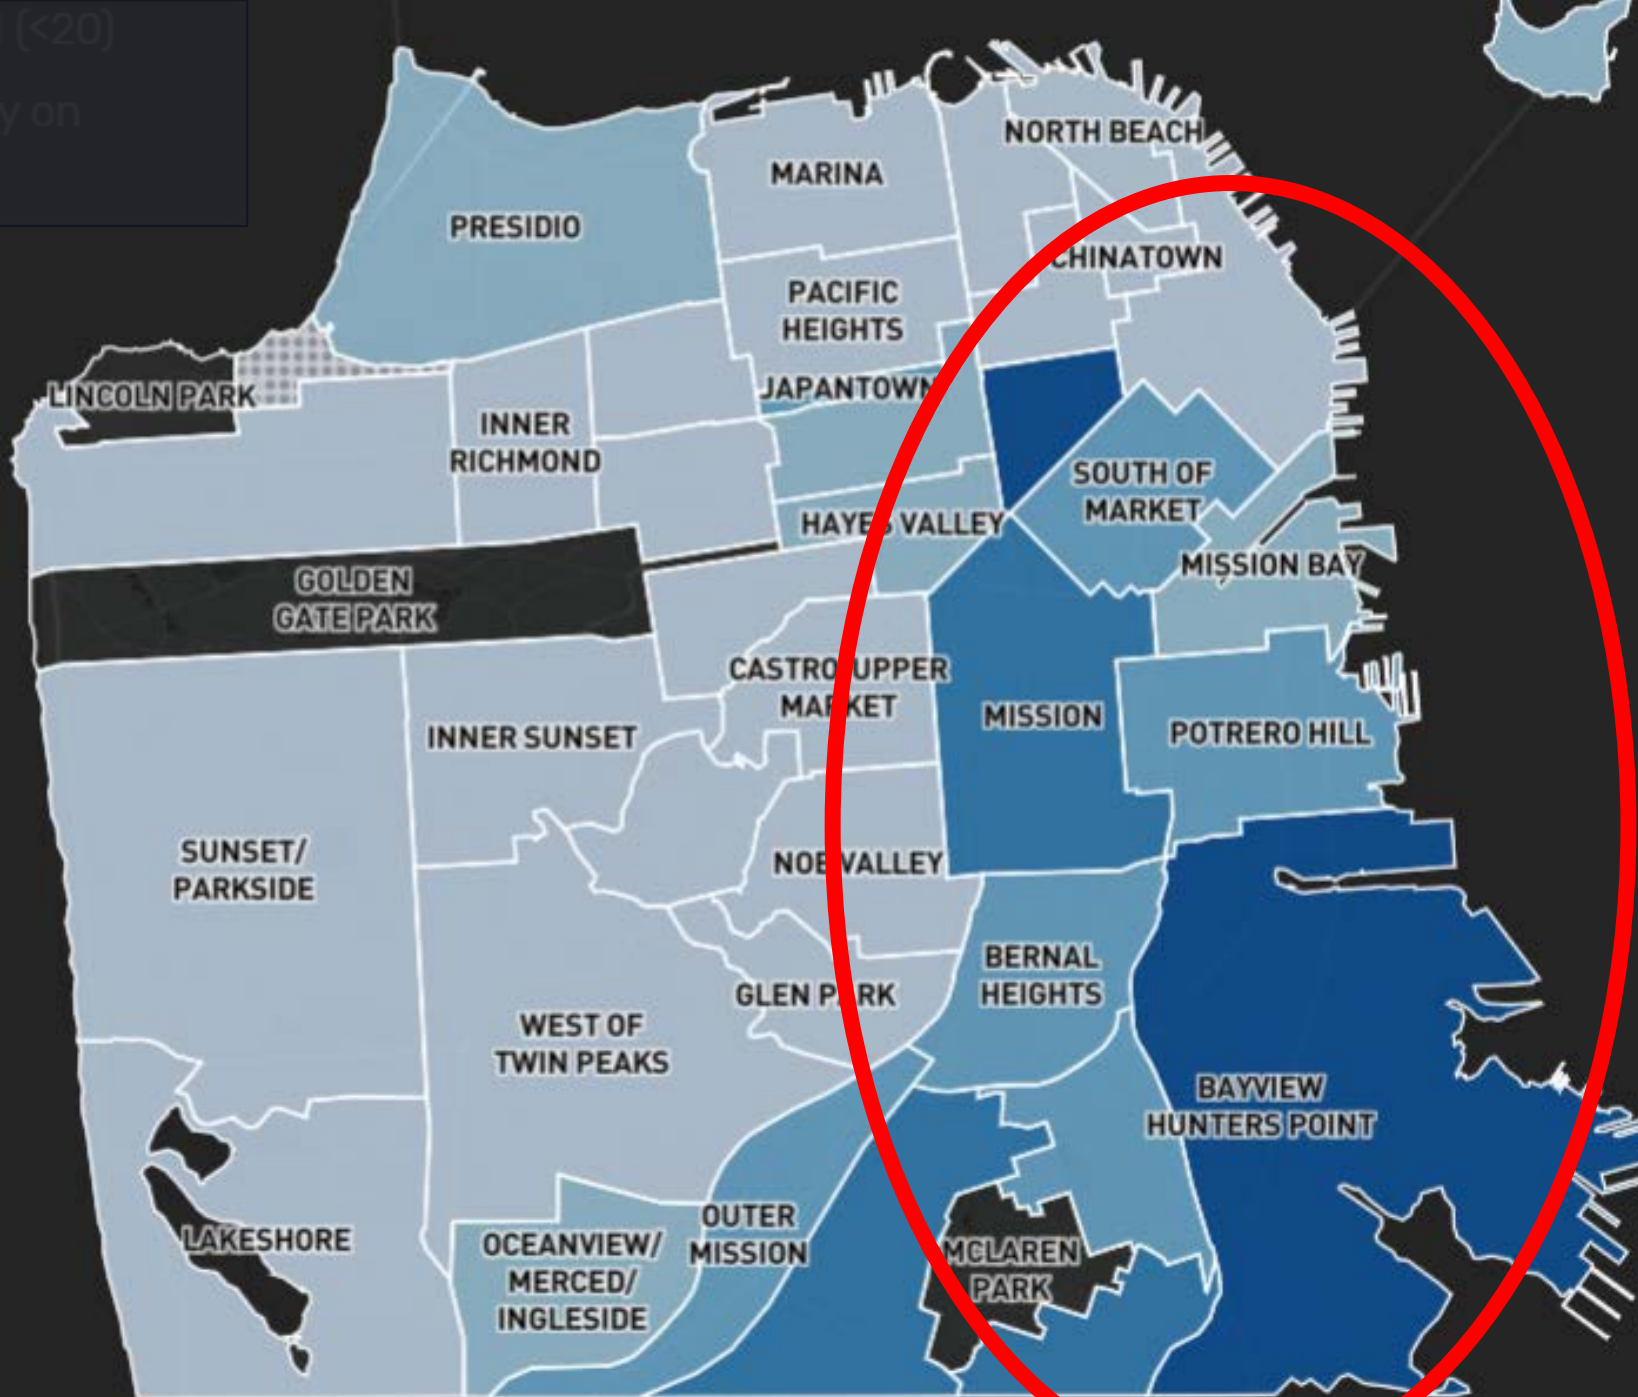 (<20)
y on
NORTH BEACH
MARINA
PRESIDIO
CHINATOWN
PACIFIC
HEIGHTS
LINCOLN PARK
JAPANTOWN
INNER
RICHMOND
SOUTH OF
MARKET
HAYES VALLEY
MISSION BAY
GOLDEN
GATE PARK
CASTRO/UPPER
MARKET
MISSION
POTRERO HILL
INNER SUNSET
SUNSET/
PARKSIDE
NOE VALLEY
BERNAL
HEIGHTS
GLEN PARK
WEST OF
TWIN PEAKS
BAYVIEW
HUNTERS POINT
LAKESHORE
OCEANVIEW/
MERCED/
INGLESIDE
OUTER
MISSION
MCLAREN
PARK